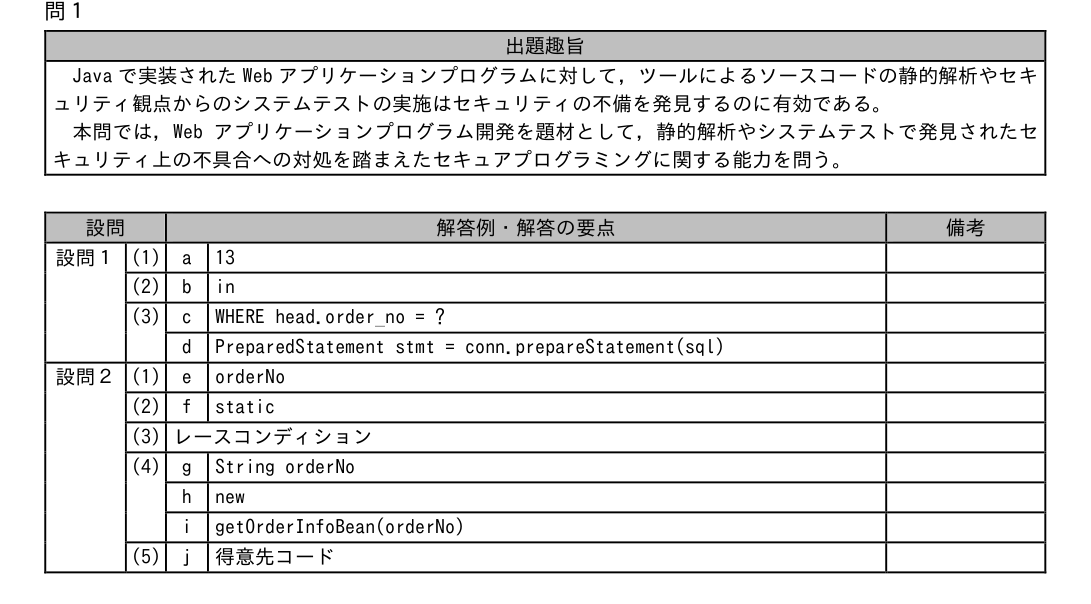 問１
出題趣旨
Javaで実装されたWebアプリケーションプログラムに対して，ツールによるソースコードの静的解析やセキ
ュリティ観点からのシステムテストの実施はセキュリティの不備を発見するのに有効である。
本問では，Web アプリケーションプログラム開発を題材として，静的解析やシステムテストで発見されたセ
キュリティ上の不具合への対処を踏まえたセキュアプログラミングに関する能力を問う。
設問 解答例・解答の要点 備考
設問１ (1) a 13
(2) b in
(3) c WHERE head.order_no = ?
d PreparedStatement stmt = conn.prepareStatement(sql)
設問２ (1) e orderNo
(2) f static
(3) レースコンディション
(4) g String orderNo
h new
i getOrderInfoBean(orderNo)
(5) j 得意先コード